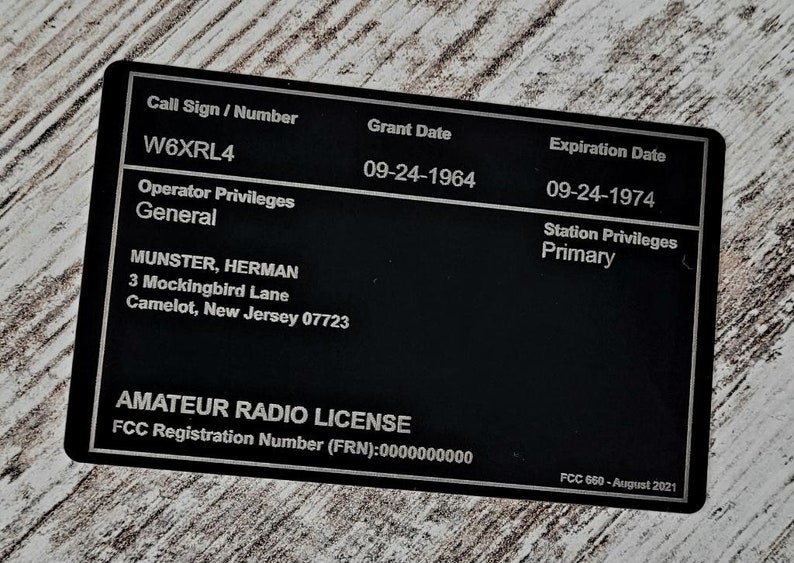 Call Sign / Number
Grant Date
Expiration Date
W6XRL4
09-24-1964
09-24-1974
Operator Privileges
General
Station Privileges
Primary
MUNSTER, HERMAN
3 Mockingbird Lane
Camelot, New Jersey 07723
AMATEUR RADIO LICENSE
FCC Registration Number (FRN):0000000000
FCC 660 - August 2021